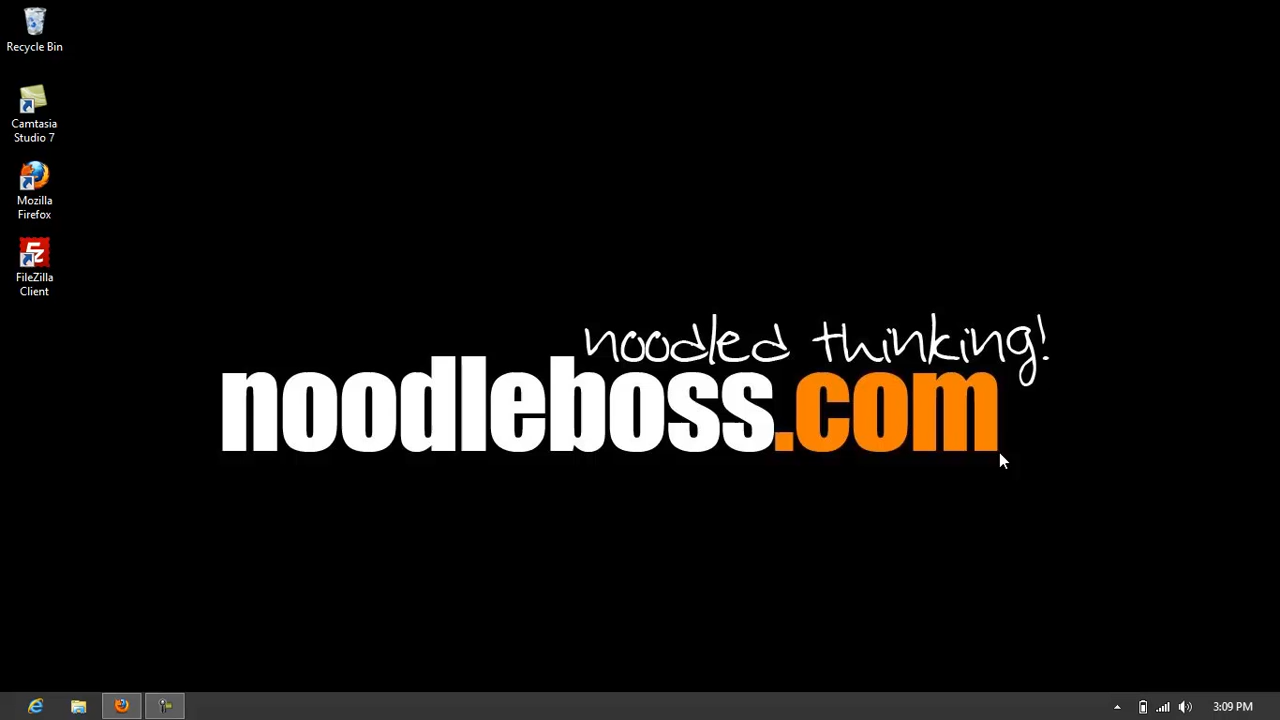 Recycle Bin
Camtasia
Studio 7
Mozilla
Firefox
FileZilla
Client
noodled thinking!
noodleboss.com
3:09 PM